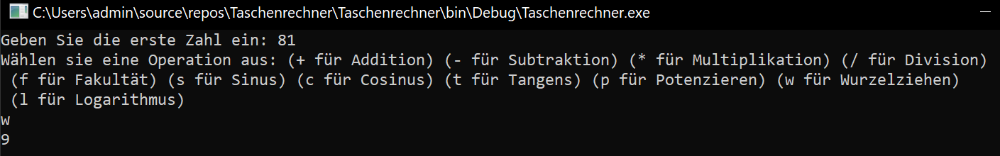 C:\Users\admin\source\repos\Taschenrechner\Taschenrechner\bin\Debug\Taschenrechner.exe
Geben Sie die erste Zahl ein: 81
Wählen sie eine Operation aus: (+ für Addition) (- für Subtraktion) (* für Multiplikation) (/ für Division)
(f für Fakultät) (s für Sinus) (c für Cosinus) (t für Tangens) (p für Potenzieren) (w für Wurzelziehen)
(l für Logarithmus)
w
9